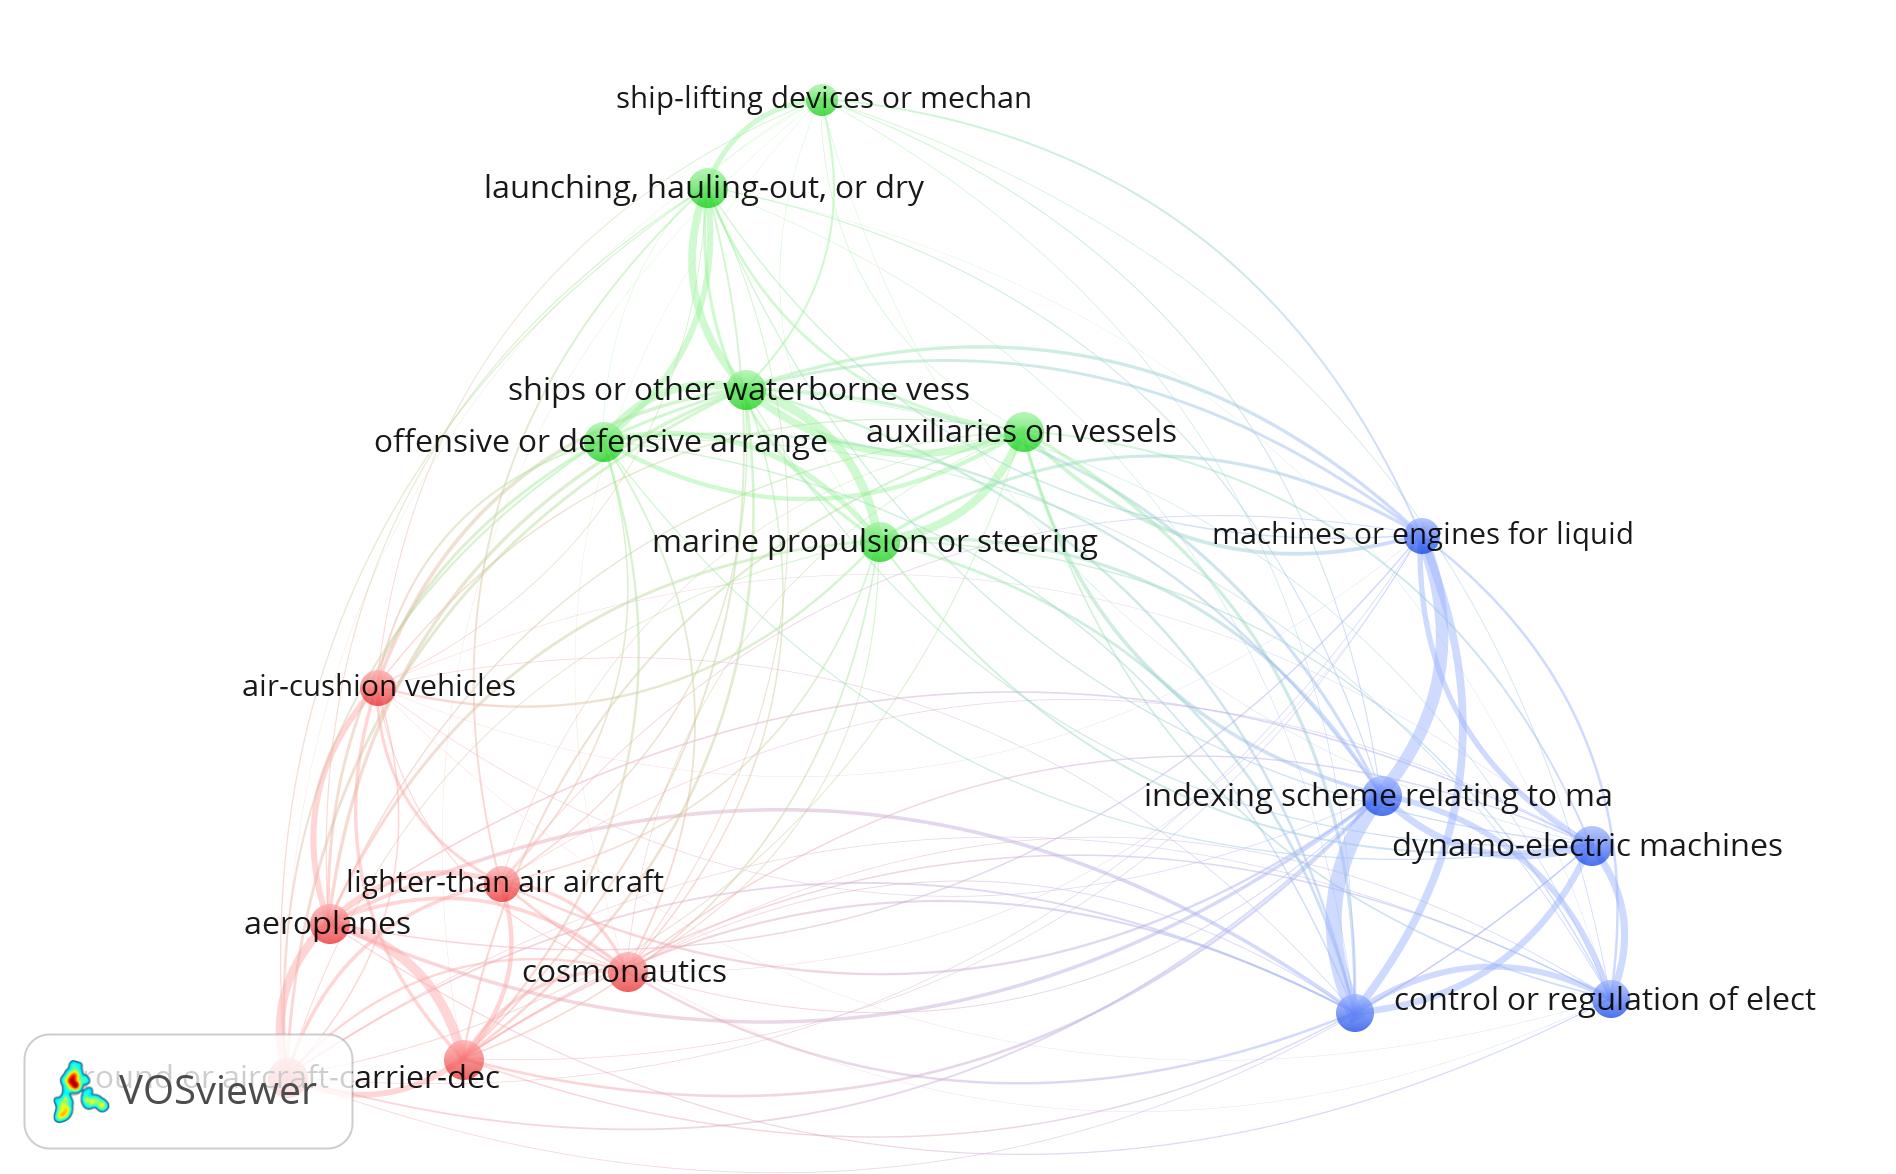 ship-lifting devices or mechan
launching, hauling-out, or dry
ships or other waterborne vess
auxiliaries on vessels
offensive or defensive arrange
marine propulsion or steering
machines or engines for liquid
air-cushion vehicles
indexing scheme relating to ma
dynamo-electric machines
lighter-than air aircraft
aeroplanes
cosmonautics
control or regulation of elect
round or aircraft-carrier-dec
VOSviewer